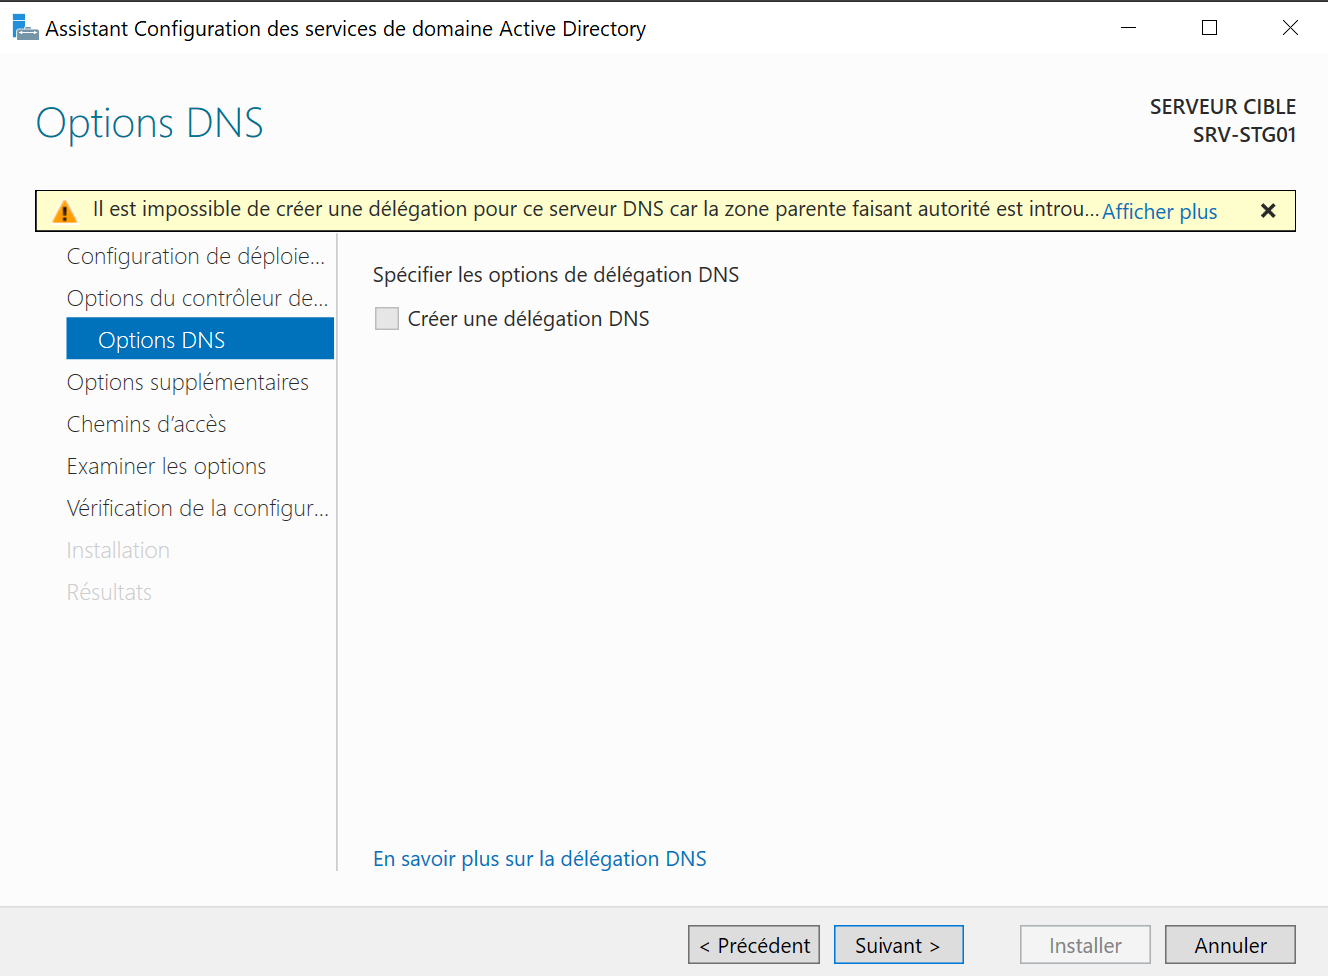 Assistant Configuration des services de domaine Active Directory
Options DNS
SERVEUR CIBLE
SRV-STG01
Il est impossible de créer une délégation pour ce serveur DNS car la zone parente faisant autorité est introu... Afficher plus
Configuration de déploie...
Options du contrôleur de...
Options DNS
Options supplémentaires
Chemins d’accès
Examiner les options
Vérification de la configur...
Installation
Résultats
Spécifier les options de délégation DNS
Créer une délégation DNS
En savoir plus sur la délégation DNS
< Précédent Suivant > Installer Annuler